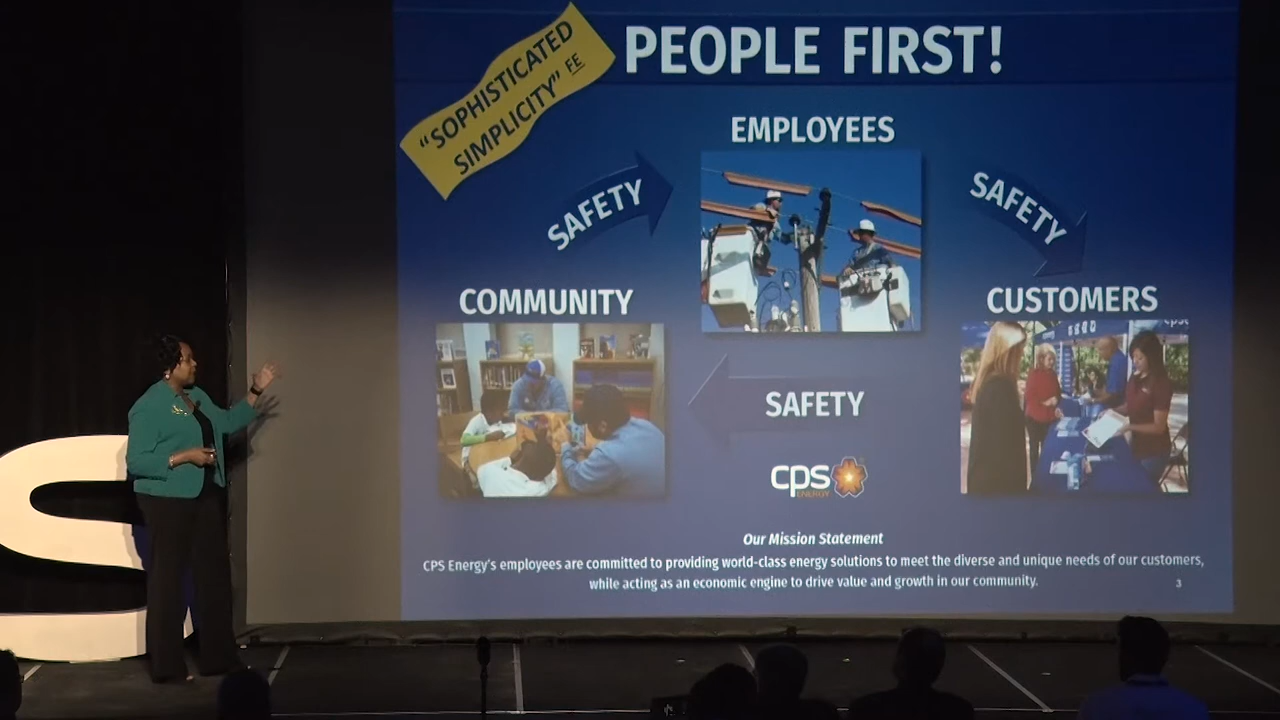 "SOPHISTICATED
SIMPLICITY" FE
PEOPLE FIRST!
EMPLOYEES
SAFETY
SAFETY
COMMUNITY
CUSTOMERS
SAFETY
cps
ENERGY
cps
Our Mission Statement
CPS Energy's employees are committed to providing world-class energy solutions to meet the diverse and unique needs of our customers,
while acting as an economic engine to drive value and growth in our community.
3
S